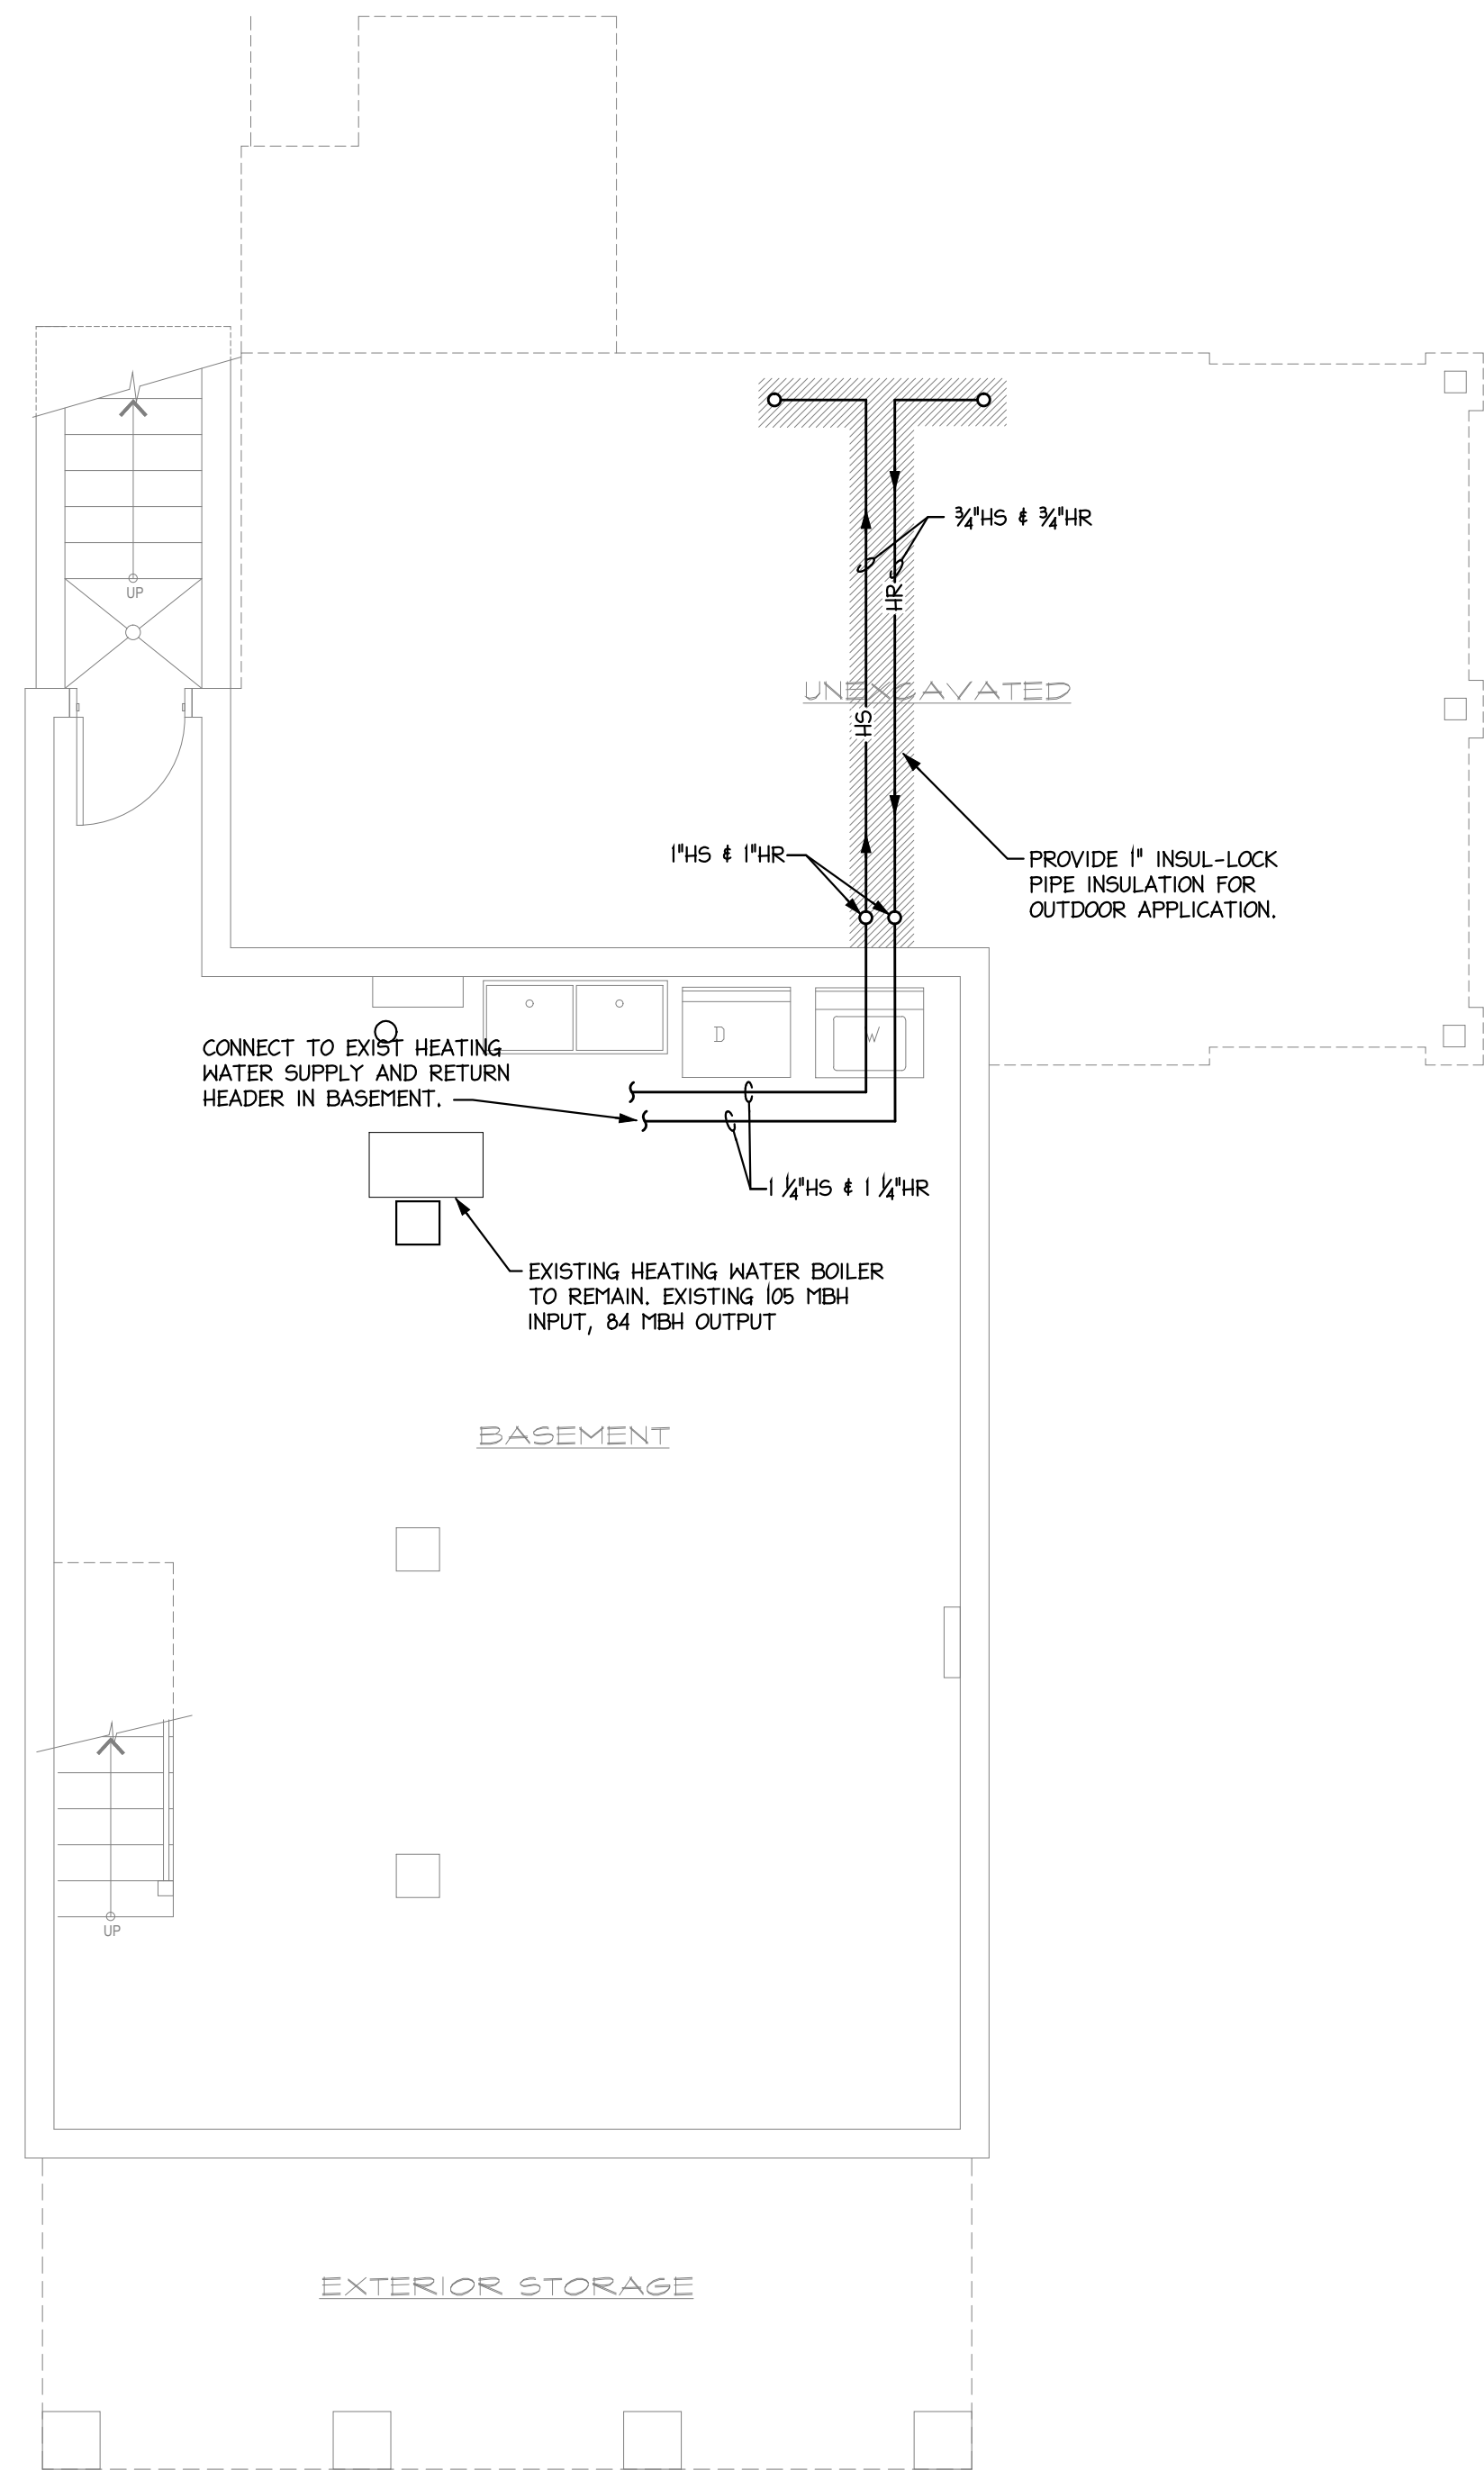 UP
¾"HS & ¾"HR
HR
UNEXCAVATED
HS
1"HS & 1"HR
PROVIDE 1" INSUL-LOCK
PIPE INSULATION FOR
OUTDOOR APPLICATION.
D
W
CONNECT TO EXIST HEATING
WATER SUPPLY AND RETURN
HEADER IN BASEMENT.
1 ¼"HS & 1 ¼"HR
EXISTING HEATING WATER BOILER
TO REMAIN. EXISTING 105 MBH
INPUT, 84 MBH OUTPUT
BASEMENT
UP
EXTERIOR STORAGE